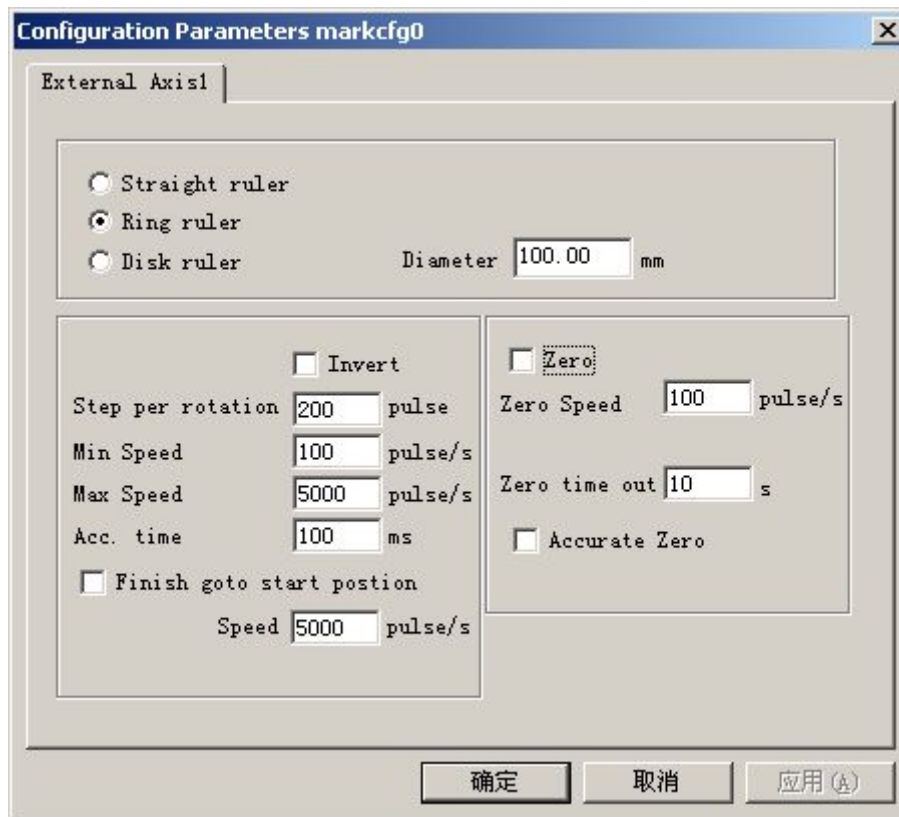 Configuration Parameters markcfg0
External Axis1
Straight ruler
Ring ruler
Disk ruler
Diameter 100.00 mm
Invert
Step per rotation 200 pulse
Min Speed 100 pulse/s
Max Speed 5000 pulse/s
Acc. time 100 ms
Finish goto start postion
Speed 5000 pulse/s
Zero
Zero Speed 100 pulse/s
Zero time out 10 s
Accurate Zero
确定
取消
应用(A)